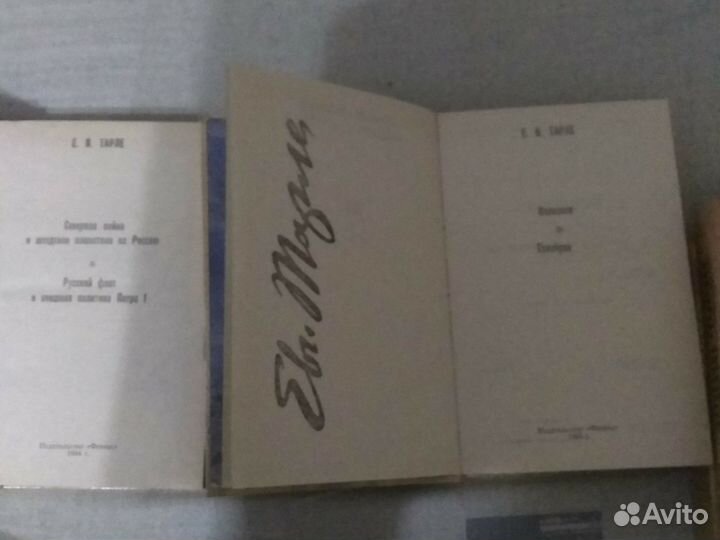 Е. В. ТАРЛЕ
Северная война
и шведское нашествие на Россию
Русский флот
и внешняя политика Петра I
Издательство «Феникс»
1994 г.
Евг. Тарле
Е. В. ТАРЛЕ
Наполеон
Талейран
Издательство «Феникс»
Avito